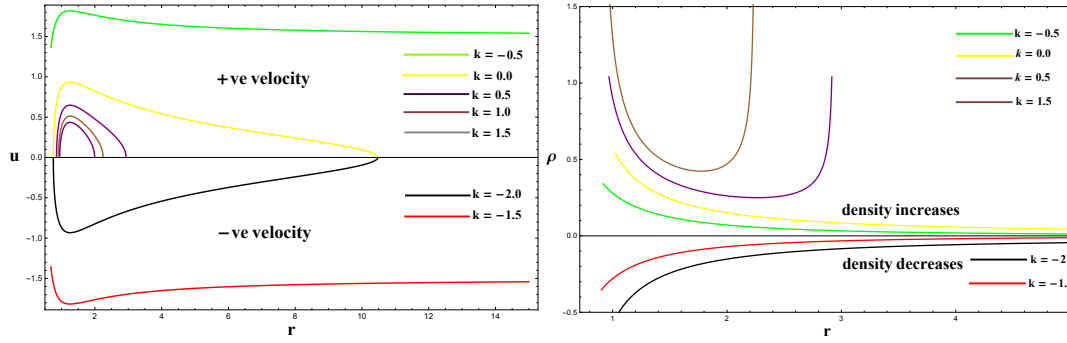 1.5
1.0
0.5
0.0
−0.5
−1.0
−1.5
u
2
4
6
8
10
12
14
r
+ve velocity
−ve velocity
k = −0.5
k = 0.0
k = 0.5
k = 1.0
k = 1.5
k = −2.0
k = −1.5
1.5
1.0
0.5
0.0
−0.5
ρ
1
2
3
4
r
density increases
density decreases
k = −0.5
k = 0.0
k = 0.5
k = 1.5
k = −2
k = −1.